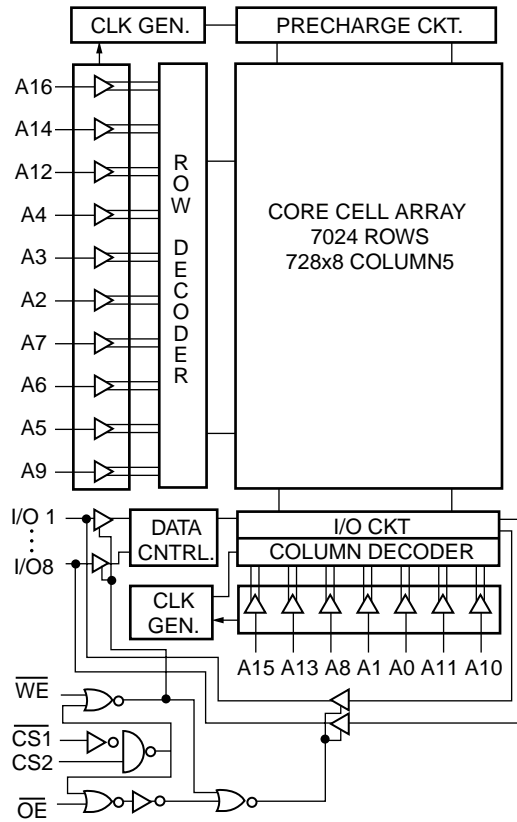 CLK GEN.
PRECHARGE CKT.
A16
A14
A12
A4
A3
A2
A7
A6
A5
A9
ROW DECODER
CORE CELL ARRAY
7024 ROWS
728x8 COLUMN5
I/O 1
I/O8
DATA
CNTRL.
I/O CKT
COLUMN DECODER
CLK
GEN.
A15 A13 A8 A1 A0 A11 A10
WE
CS1
CS2
OE